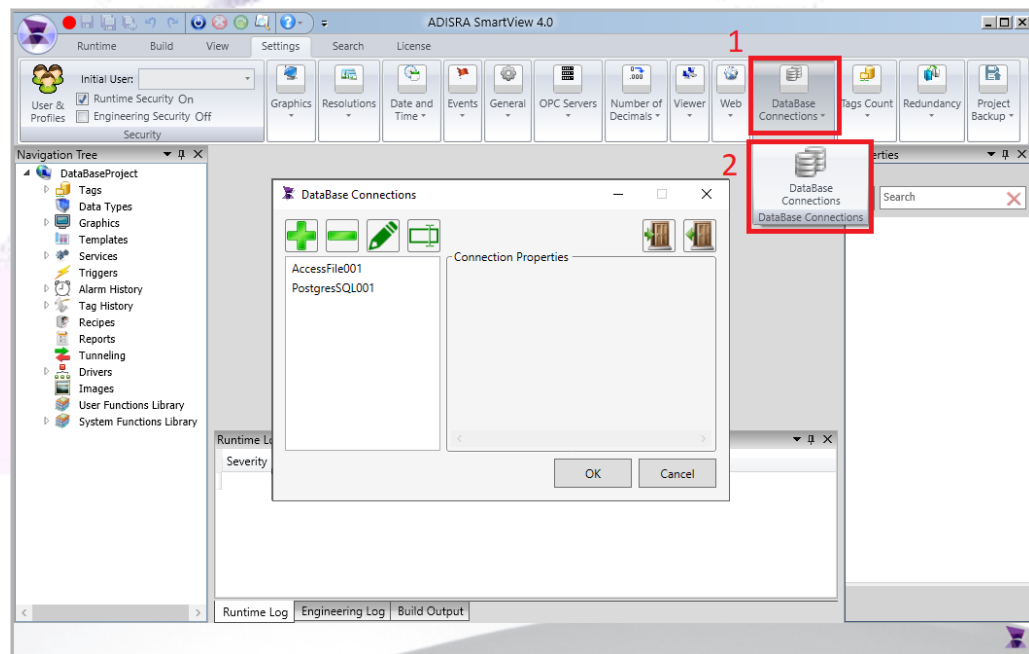 ADISRA SmartView 4.0
Runtime
Build
View
Settings
Search
License
1
Initial User:
Runtime Security On
Engineering Security Off
User &
Profiles
Security
Graphics
Resolutions
Date and
Time
Events
General
OPC Servers
.000
Number of
Decimals
Viewer
Web
DataBase
Connections
Tags Count
Redundancy
Project
Backup
Navigation Tree
DataBaseProject
Tags
Data Types
Graphics
Templates
Services
Triggers
Alarm History
Tag History
Recipes
Reports
Tunneling
Drivers
Images
User Functions Library
System Functions Library
2
DataBase
Connections
DataBase Connections
erties
Search
DataBase Connections
AccessFile001
PostgresSQL001
Connection Properties
OK
Cancel
Runtime Lo
Severity
Runtime Log
Engineering Log
Build Output